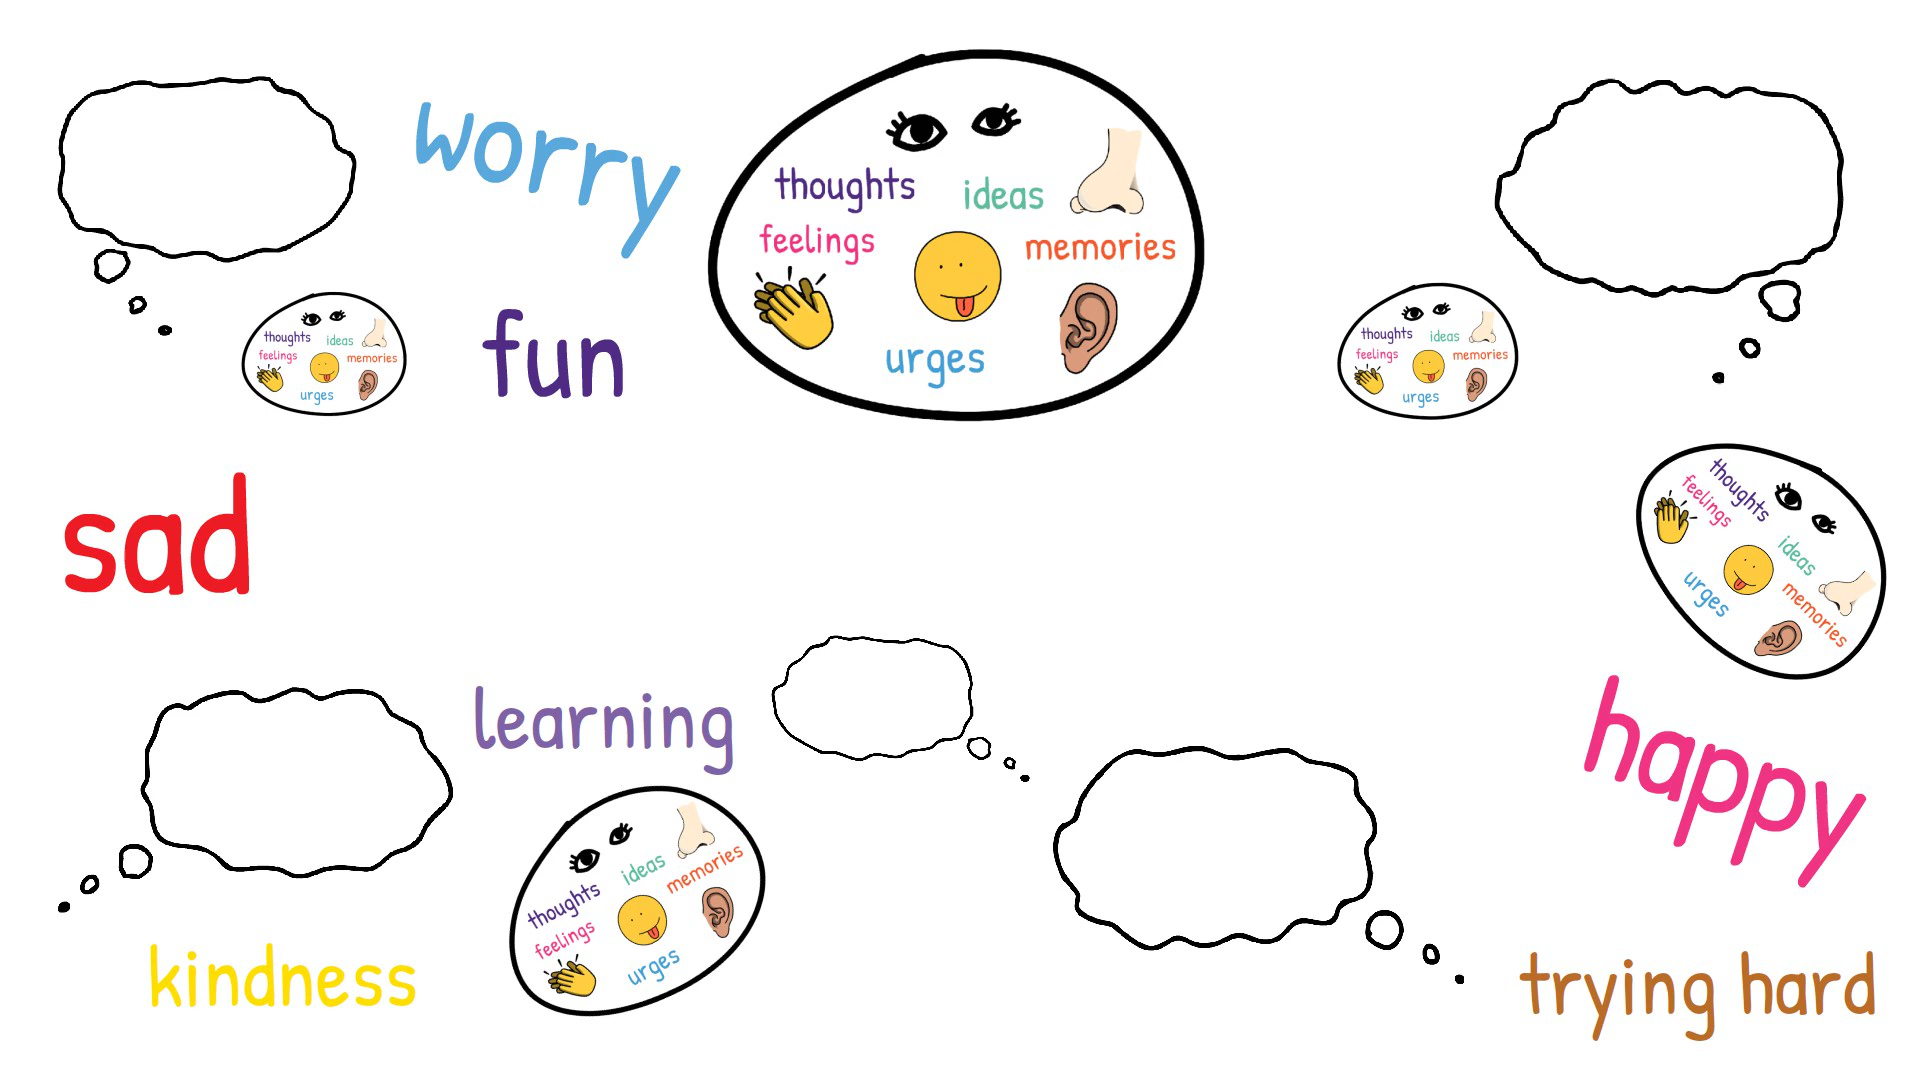 worry
thoughts
ideas
feelings
memories
urges
fun
thoughts
ideas
feelings
memories
urges
thoughts
ideas
feelings
memories
urges
sad
thoughts
feelings
ideas
urges
memories
learning
happy
ideas
memories
thoughts
feelings
urges
kindness
trying hard